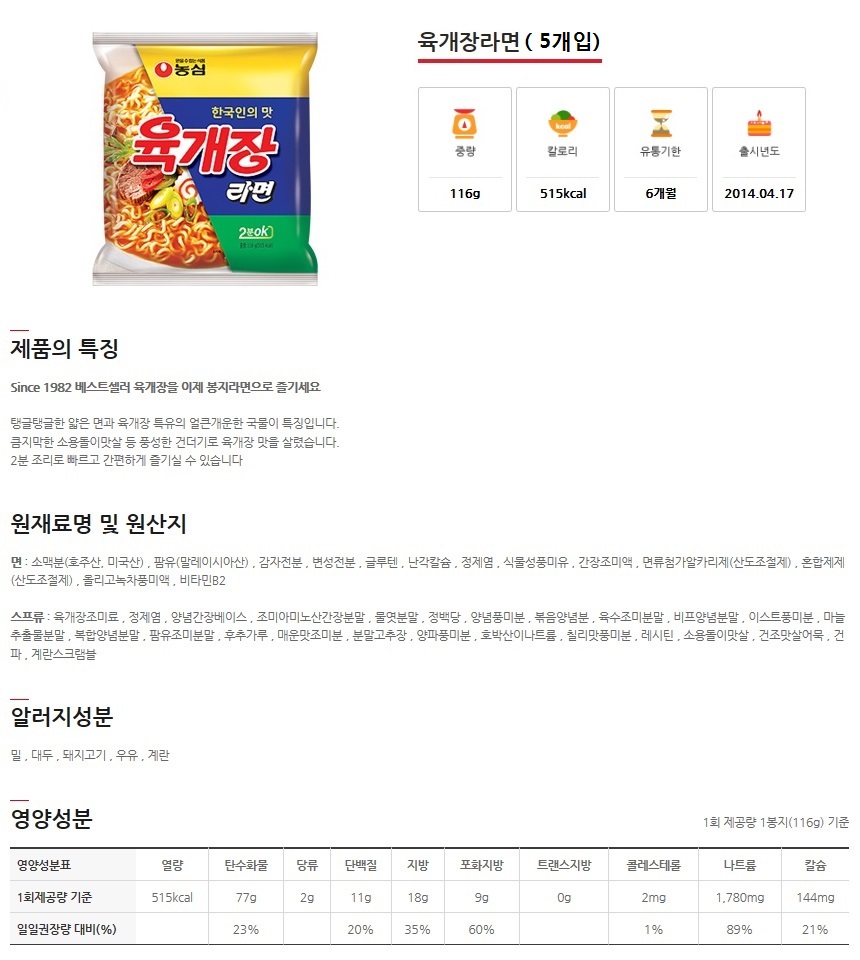 육개장라면 ( 5개입)
농심
한국인의 맛
육개장
라면
2분ok
중량
칼로리
유통기한
출시년도
kcal
116g
515kcal
6개월
2014.04.17
제품의 특징
Since 1982 베스트셀러 육개장을 이제 봉지라면으로 즐기세요
탱글탱글한 얇은 면과 육개장 특유의 얼큰개운한 국물이 특징입니다.
큼지막한 소용돌이맛살 등 풍성한 건더기로 육개장 맛을 살렸습니다.
2분 조리로 빠르고 간편하게 즐기실 수 있습니다
원재료명 및 원산지
면 : 소맥분(호주산, 미국산) , 팜유(말레이시아산) , 감자전분 , 변성전분 , 글루텐 , 난각칼슘 , 정제염 , 식물성풍미유 , 간장조미액 , 면류첨가알카리제(산도조절제) , 혼합제제
(산도조절제) , 올리고녹차풍미액 , 비타민B2
스프류 : 육개장조미료 , 정제염 , 양념간장베이스 , 조미아미노산간장분말 , 물엿분말 , 정백당 , 양념풍미분 , 볶음양념분 , 육수조미분말 , 비프양념분말 , 이스트풍미분 , 마늘
추출물분말 , 복합양념분말 , 팜유조미분말 , 후추가루 , 매운맛조미분 , 분말고추장 , 양파풍미분 , 호박산이나트륨 , 칠리맛풍미분 , 레시틴 , 소용돌이맛살 , 건조맛살어묵 , 건
파 , 계란스크램블
알러지성분
밀 , 대두 , 돼지고기 , 우유 , 계란
영양성분
1회 제공량 1봉지(116g) 기준
영양성분표 열량 탄수화물 당류 단백질 지방 포화지방 트랜스지방 콜레스테롤 나트륨 칼슘
1회제공량 기준 515kcal 77g 2g 11g 18g 9g 0g 2mg 1,780mg 144mg
일일권장량 대비(%) 23% 20% 35% 60% 1% 89% 21%